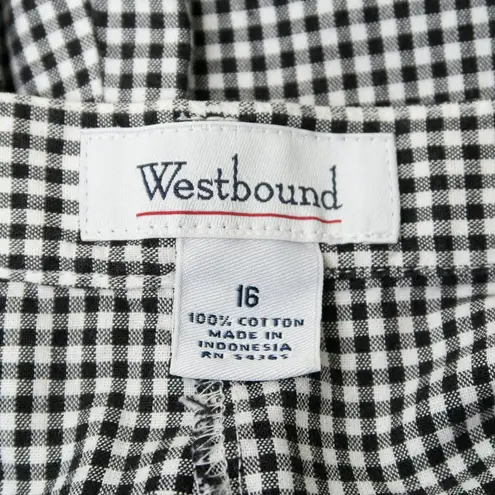 Westbound
16
100% COTTON
MADE IN
INDONESIA
RN 54365